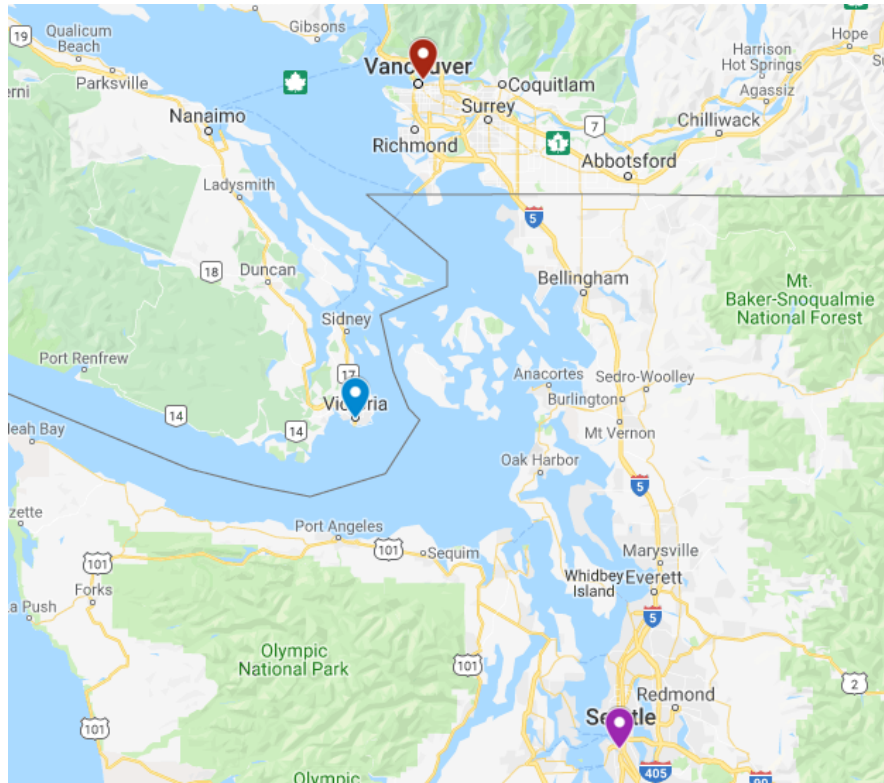 19
Qualicum
Beach
Gibsons
Hope
Parksville
Vancouver
Coquitlam
Harrison
Hot Springs
Agassiz
Surrey
Nanaimo
7
Chilliwack
Richmond
1
Abbotsford
Ladysmith
5
18
Duncan
Bellingham
Mt.
Baker-Snoqualmie
National Forest
Sidney
Port Renfrew
17
Anacortes
Sedro-Woolley
Burlington
14
14
Mt Vernon
Oak Harbor
5
Port Angeles
101
Sequim
101
Marysville
Whidbey
Island
Everett
Forks
La Push
5
Olympic
National Park
101
2
Redmond
101
Olympic
405